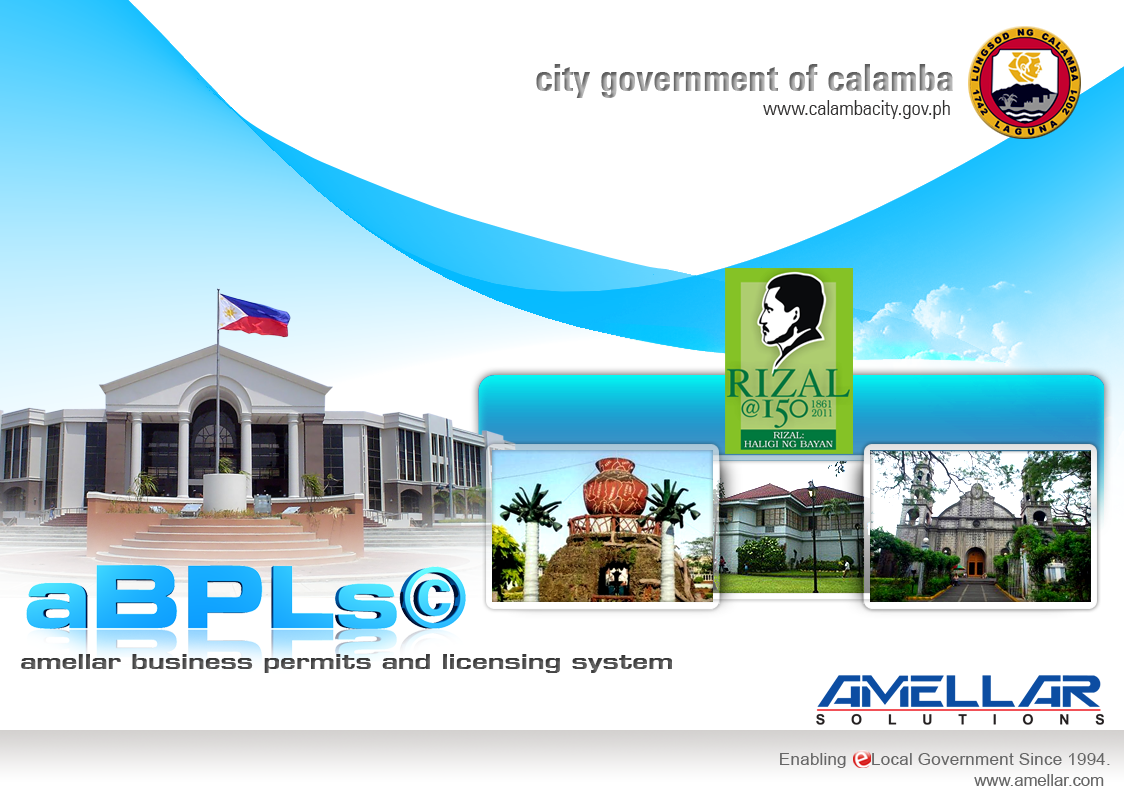 city government of calamba
www.calambacity.gov.ph
LUNGSOD NG CALAMBA
1742 LAGUNA 2001
RIZAL
@150 1861 2011
RIZAL:
HALIGI NG BAYAN
aBPLs©
amellar business permits and licensing system
AMELLAR
SOLUTIONS
Enabling eLocal Government Since 1994.
www.amellar.com